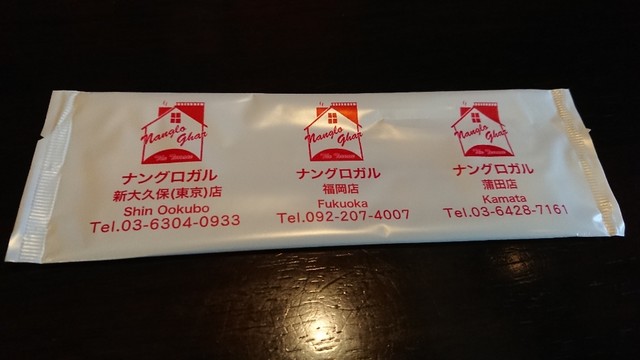 Nanglo
Ghar
ナングロガル
新大久保(東京)店
Shin Ookubo
Tel.03-6304-0933
Nanglo
Ghar
ナングロガル
福岡店
Fukuoka
Tel.092-207-4007
Nanglo
Ghar
ナングロガル
蒲田店
Kamata
Tel.03-6428-7161